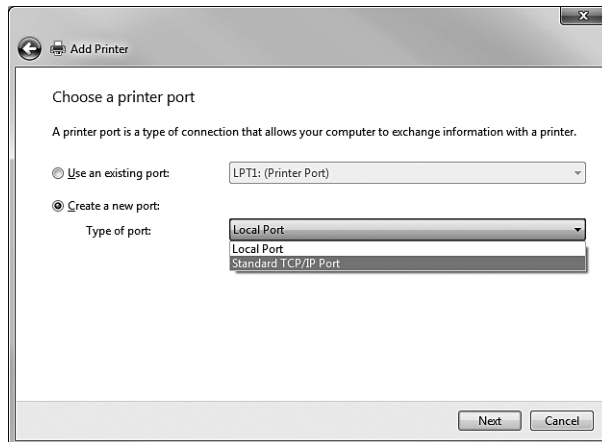 Add Printer
Choose a printer port
A printer port is a type of connection that allows your computer to exchange information with a printer.
Use an existing port: LPT1: (Printer Port)
Create a new port:
Type of port: Local Port
Local Port
Standard TCP/IP Port
Next Cancel